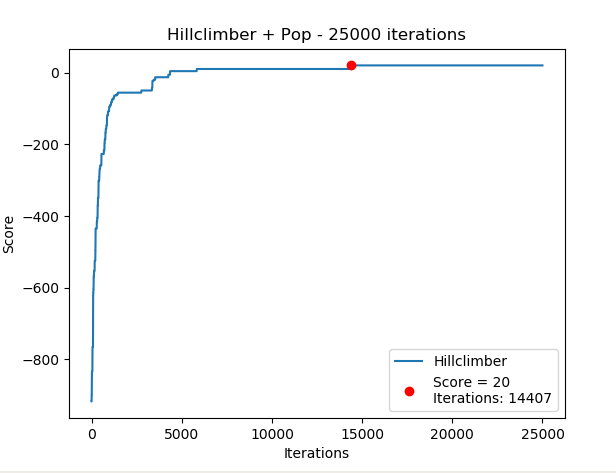 Hillclimber + Pop - 25000 iterations
0
−200
−400
−600
−800
Score
0
5000
10000
15000
20000
25000
Iterations
Hillclimber
Score = 20
Iterations: 14407